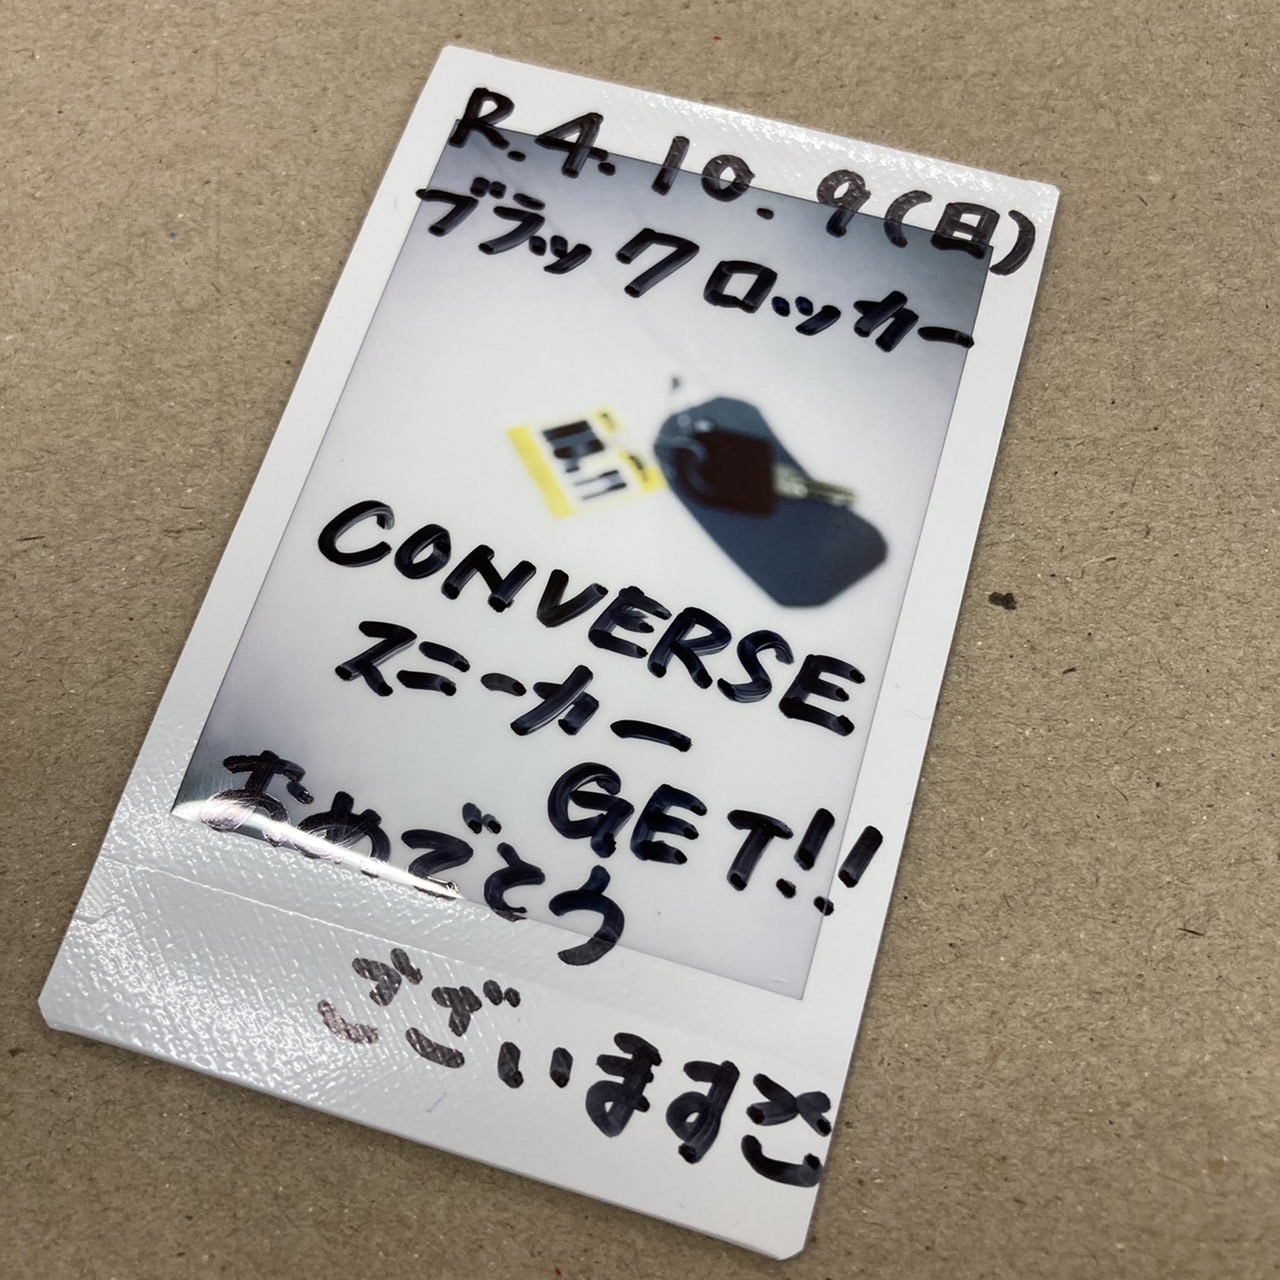 R.4.10.9(日)
ブラックロッカー
CONVERSE
スニーカー
GET!!
おめでとう
ございます